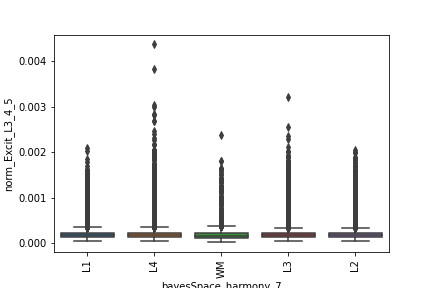 norm_Excit_L3_4_5
0.004
0.003
0.002
0.001
0.000
L1
L4
WM
L3
L2
bayesSpace_harmony_7